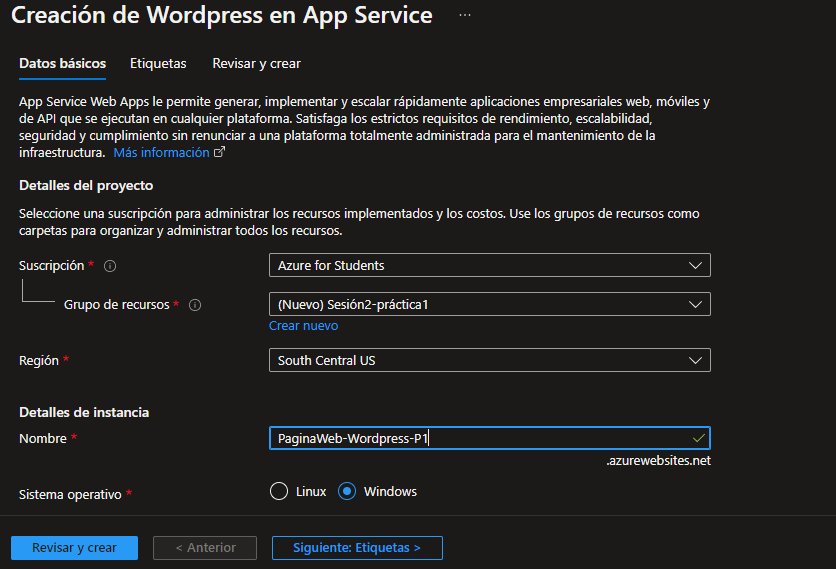 Creación de Wordpress en App Service ...
Datos básicos Etiquetas Revisar y crear
App Service Web Apps le permite generar, implementar y escalar rápidamente aplicaciones empresariales web, móviles y
de API que se ejecutan en cualquier plataforma. Satisfaga los estrictos requisitos de rendimiento, escalabilidad,
seguridad y cumplimiento sin renunciar a una plataforma totalmente administrada para el mantenimiento de la
infraestructura. Más información
Detalles del proyecto
Seleccione una suscripción para administrar los recursos implementados y los costos. Use los grupos de recursos como
carpetas para organizar y administrar todos los recursos.
Suscripción * Azure for Students
Grupo de recursos * (Nuevo) Sesión2-práctica1
Crear nuevo
Región * South Central US
Detalles de instancia
Nombre * PaginaWeb-Wordpress-P1
.azurewebsites.net
Sistema operativo * Linux Windows
Revisar y crear < Anterior Siguiente: Etiquetas >